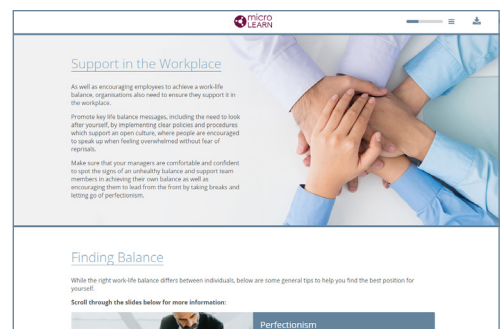 micro
LEARN
Support in the Workplace
As well as encouraging employees to achieve a work-life
balance, organisations also need to ensure they support it in
the workplace.
Promote key life balance messages, including the need to look
after yourself, by implementing clear policies and procedures
which support an open culture, where people are encouraged
to speak up when feeling overwhelmed without fear of
reprisals.
Make sure that your managers are comfortable and confident
to spot the signs of an unhealthy balance and support team
members in achieving their own balance as well as
encouraging them to lead from the front by taking breaks and
letting go of perfectionism.
Finding Balance
While the right work-life balance differs between individuals, below are some general tips to help you find the best position for
yourself.
Scroll through the slides below for more information:
Perfectionism